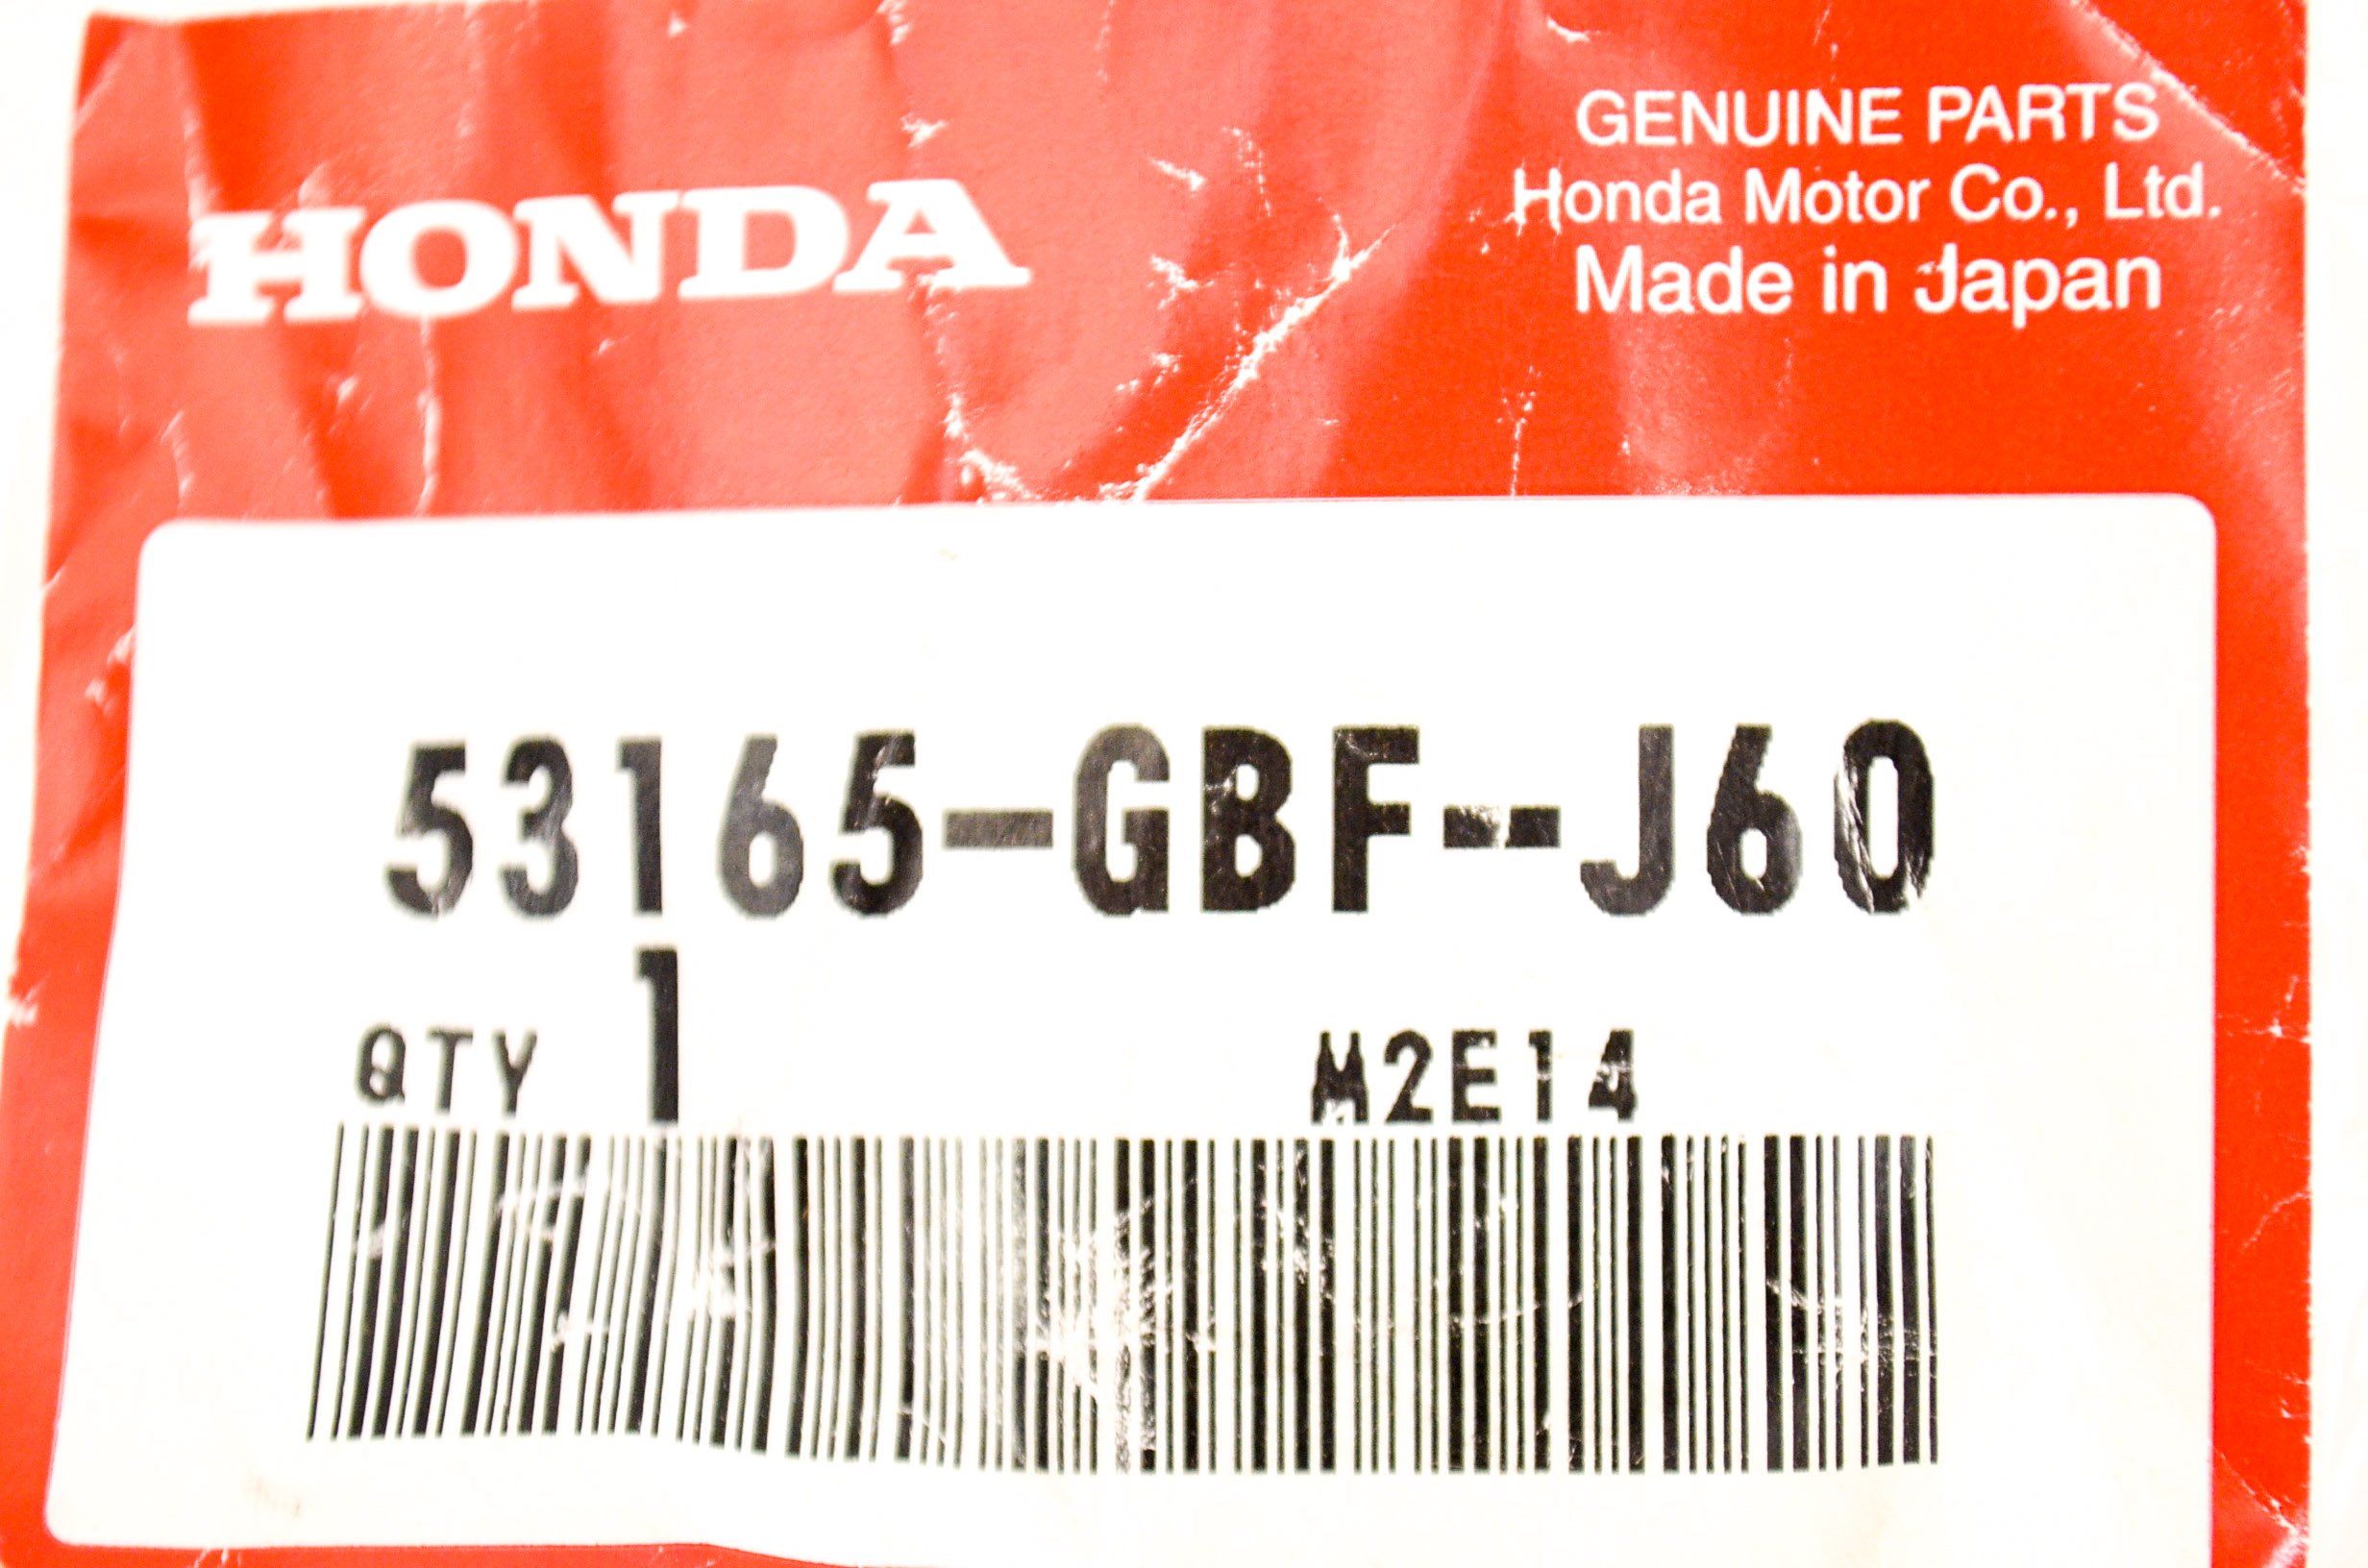 HONDA
GENUINE PARTS
Honda Motor Co., Ltd.
Made in Japan
53165-GBF-J60
QTY 1 M2E14